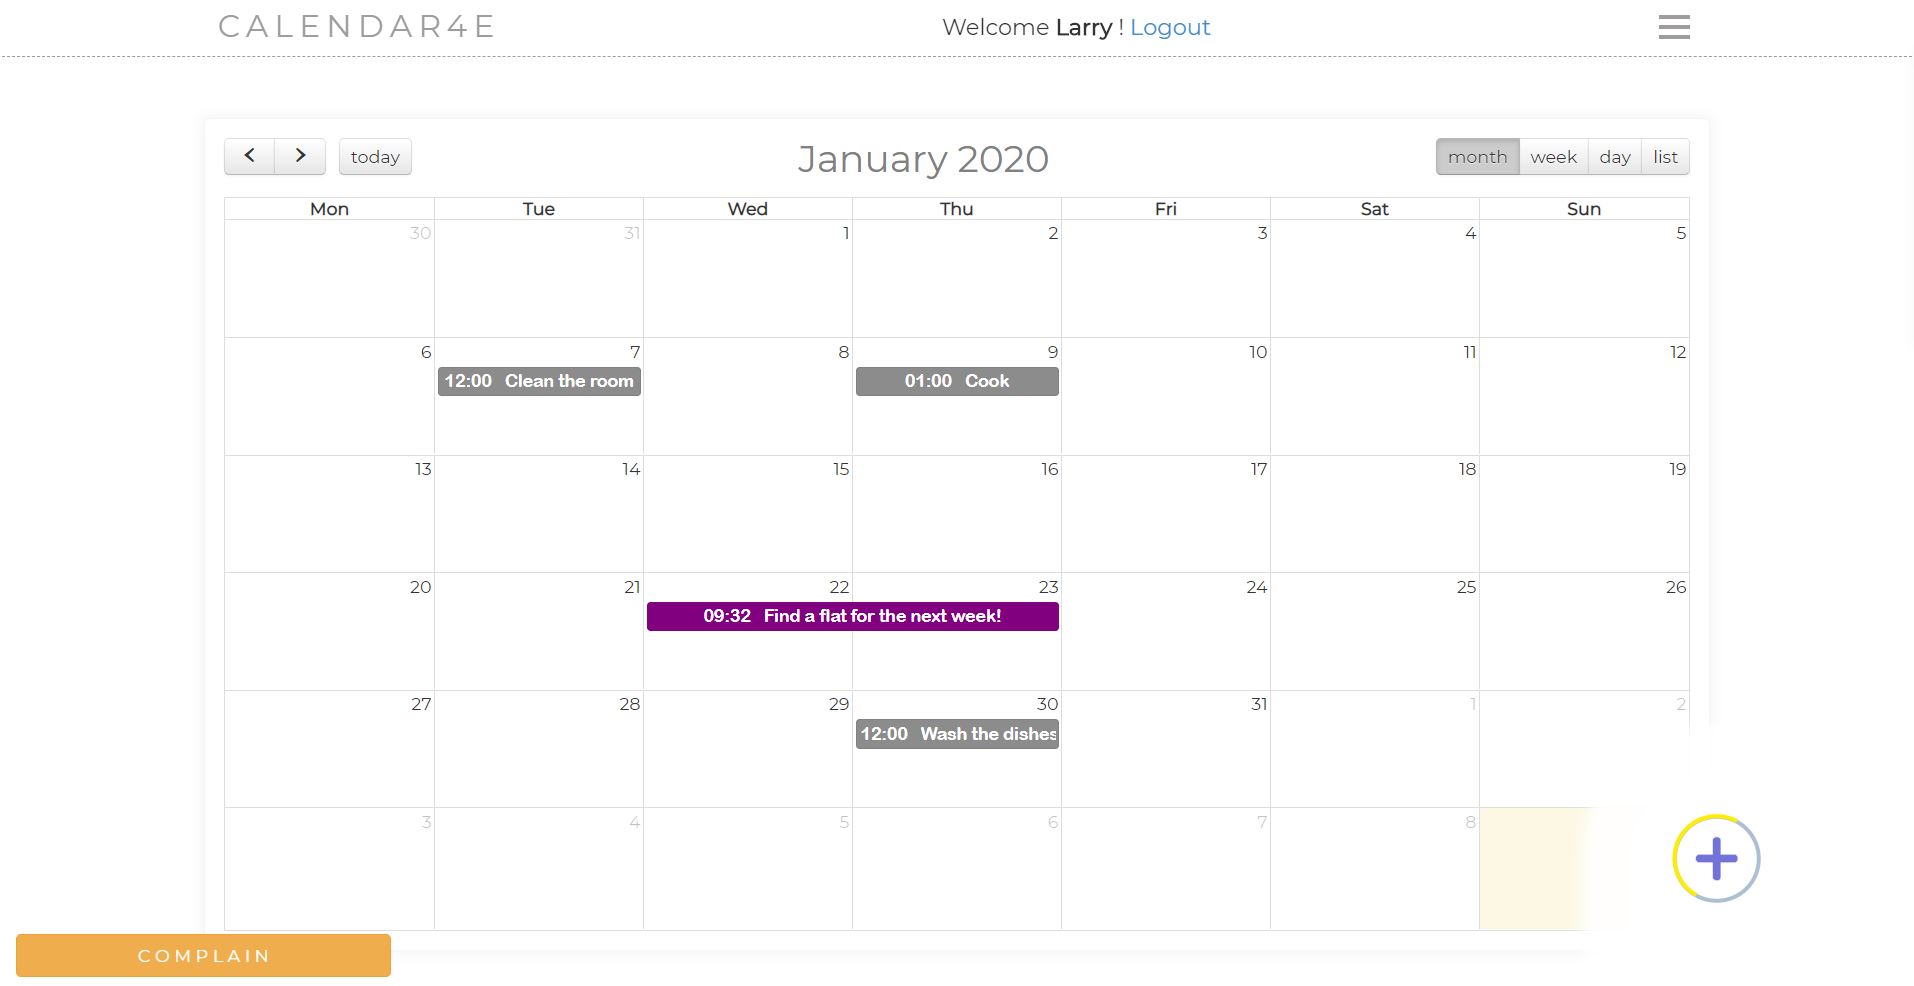 CALENDAR4E
Welcome Larry ! Logout
today
January 2020
month week day list
Mon Tue Wed Thu Fri Sat Sun
30 31 1 2 3 4 5
6 7 8 9 10 11 12
12:00 Clean the room 01:00 Cook
13 14 15 16 17 18 19
20 21 22 23 24 25 26
09:32 Find a flat for the next week!
27 28 29 30 31 1 2
12:00 Wash the dishes
3 4 5 6 7 8
COMPLAIN